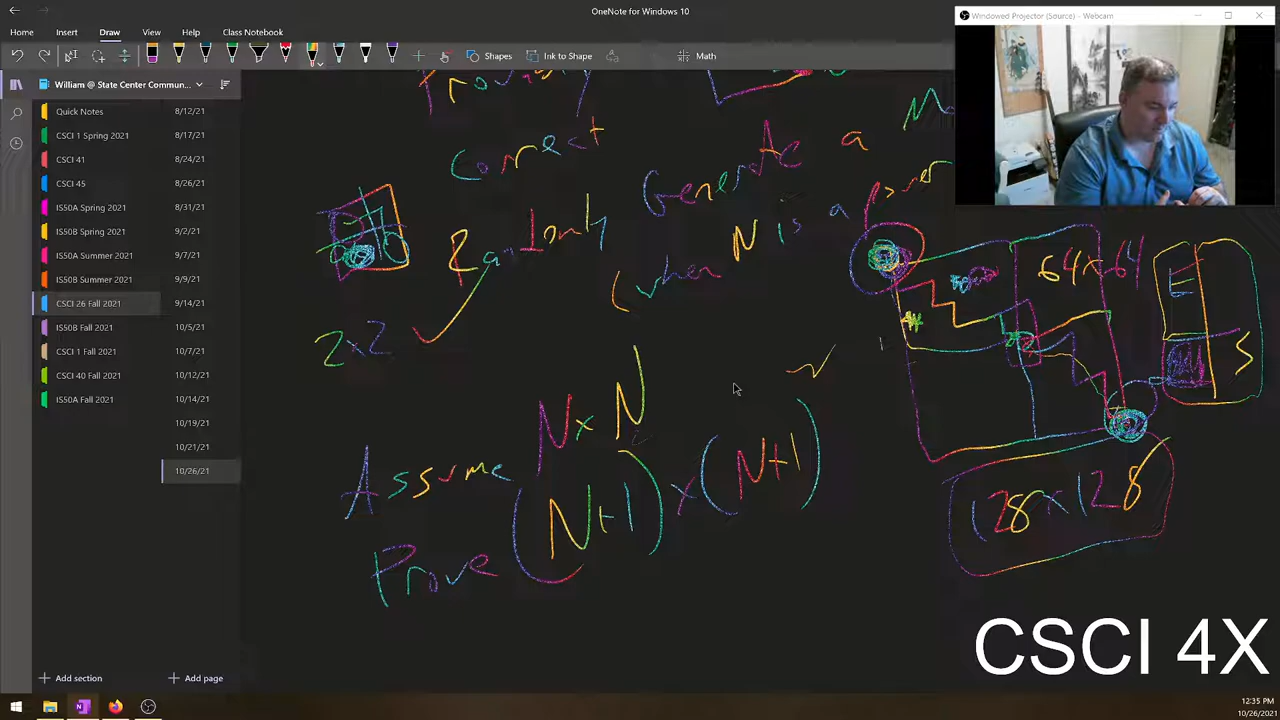 OneNote for Windows 10
Windowed Projector (Source) - Webcam
Home
Insert
Draw
View
Help
Class Notebook
Shapes
Ink to Shape
Math
William @ State Center Commun...
Quick Notes
CSCI 1 Spring 2021
CSCI 41
CSCI 45
IS50A Spring 2021
IS50B Spring 2021
IS50A Summer 2021
IS50B Summer 2021
CSCI 26 Fall 2021
IS50B Fall 2021
CSCI 1 Fall 2021
CSCI 40 Fall 2021
IS50A Fall 2021
8/12/21
8/17/21
8/24/21
8/26/21
8/31/21
9/2/21
9/7/21
9/9/21
9/14/21
10/5/21
10/7/21
10/12/21
10/14/21
10/19/21
10/21/21
10/26/21
Correct
Randomly Generate a
(when N is a
2x2
64x64
E
S
Assume NxN
Prove (N+1) x (N+1)
128x128
CSCI 4X
Add section
Add page
12:35 PM
10/26/2021